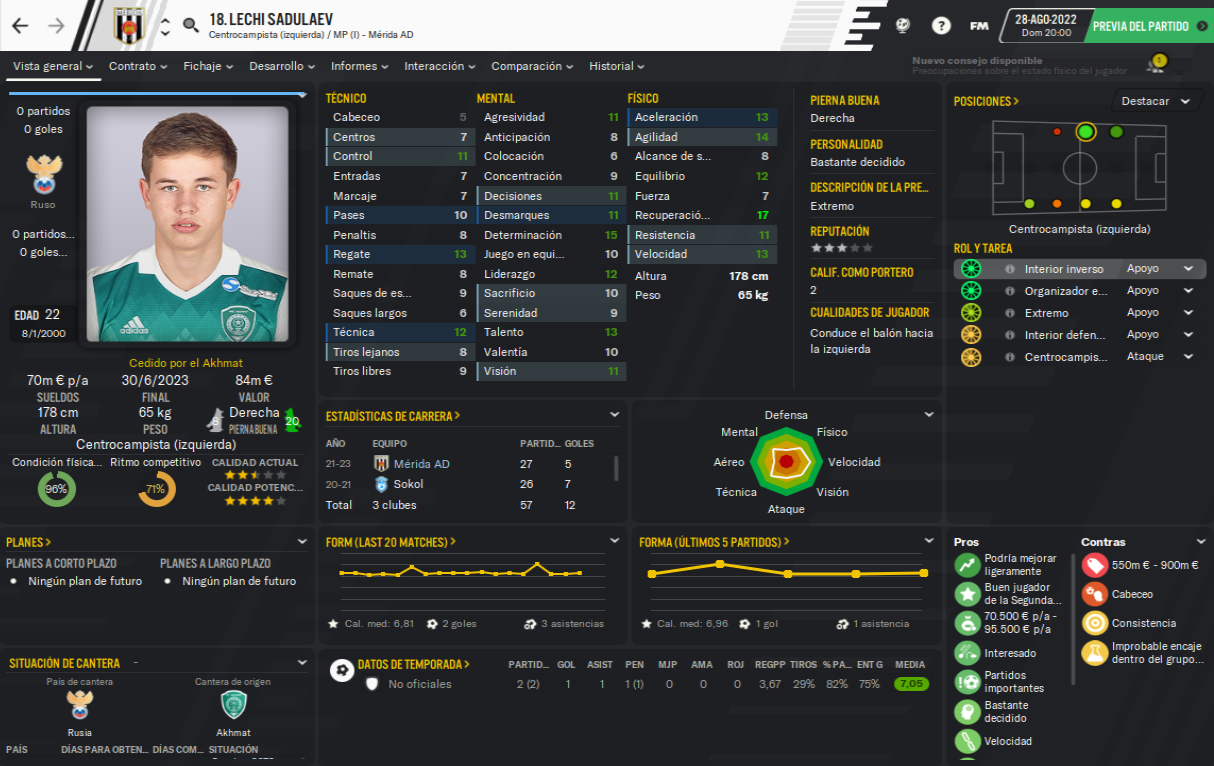 18. LECHI SADULAEV
Centrocampista (izquierda) / MP (I) - Mérida AD
FM
28-AGO-2022
Dom 20:00
PREVIA DEL PARTIDO
Vista general
Contrato
Fichaje
Desarrollo
Informes
Interacción
Comparación
Historial
Nuevo consejo disponible
Preocupaciones sobre el estado físico del jugador
1
0 partidos
0 goles
Ruso
0 partidos...
0 goles...
EDAD 22
8/1/2000
adidas
Cedido por el Akhmat
70m € p/a
SUELDOS
30/6/2023
FINAL
84m €
VALOR
178 cm
ALTURA
65 kg
PESO
8
Derecha
PIERNA BUENA
20
Centrocampista (izquierda)
Condición física...
96%
Ritmo competitivo
71%
CALIDAD ACTUAL
CALIDAD POTENC...
TÉCNICO
Cabeceo 5
Centros 7
Control 11
Entradas 7
Marcaje 7
Pases 10
Penaltis 8
Regate 13
Remate 8
Saques de es... 9
Saques largos 6
Técnica 12
Tiros lejanos 8
Tiros libres 9
MENTAL
Agresividad 11
Anticipación 8
Colocación 6
Concentración 9
Decisiones 11
Desmarques 11
Determinación 15
Juego en equi... 10
Liderazgo 12
Sacrificio 10
Serenidad 9
Talento 13
Valentía 10
Visión 11
FÍSICO
Aceleración 13
Agilidad 14
Alcance de s... 8
Equilibrio 12
Fuerza 7
Recuperació... 17
Resistencia 11
Velocidad 13
Altura 178 cm
Peso 65 kg
PIERNA BUENA
Derecha
PERSONALIDAD
Bastante decidido
DESCRIPCIÓN DE LA PRE...
Extremo
REPUTACIÓN
CALIF. COMO PORTERO
2
CUALIDADES DE JUGADOR
Conduce el balón hacia
la izquierda
POSICIONES >
Destacar
Centrocampista (izquierda)
ROL Y TAREA
Interior inverso Apoyo
Organizador e... Apoyo
Extremo Apoyo
Interior defen... Apoyo
Centrocampis... Ataque
ESTADÍSTICAS DE CARRERA >
AÑO EQUIPO PARTID... GOLES
21-23 Mérida AD 27 5
20-21 Sokol 26 7
Total 3 clubes 57 12
Defensa
Mental Físico
Aéreo Velocidad
Técnica Visión
Ataque
PLANES >
PLANES A CORTO PLAZO
Ningún plan de futuro
PLANES A LARGO PLAZO
Ningún plan de futuro
FORM (LAST 20 MATCHES) >
Cal. med: 6,81 2 goles 3 asistencias
FORMA (ÚLTIMOS 5 PARTIDOS) >
Cal. med: 6,96 1 gol 1 asistencia
Pros
Podría mejorar
ligeramente
Buen jugador
de la Segunda...
70.500 € p/a -
95.500 € p/a
Interesado
Partidos
importantes
Bastante
decidido
Velocidad
Contras
550m € - 900m €
Cabeceo
Consistencia
Improbable encaje
dentro del grupo...
SITUACIÓN DE CANTERA -
País de cantera
Rusia
Cantera de origen
Akhmat
PAÍS DÍAS PARA OBTEN... DÍAS COM... SITUACIÓN
DATOS DE TEMPORADA > PARTID... GOL ASIST PEN MJP AMA ROJ REGPP TIROS % PA... ENT G MEDIA
No oficiales 2 (2) 1 1 1 (1) 0 0 0 3,67 29% 82% 75% 7,05